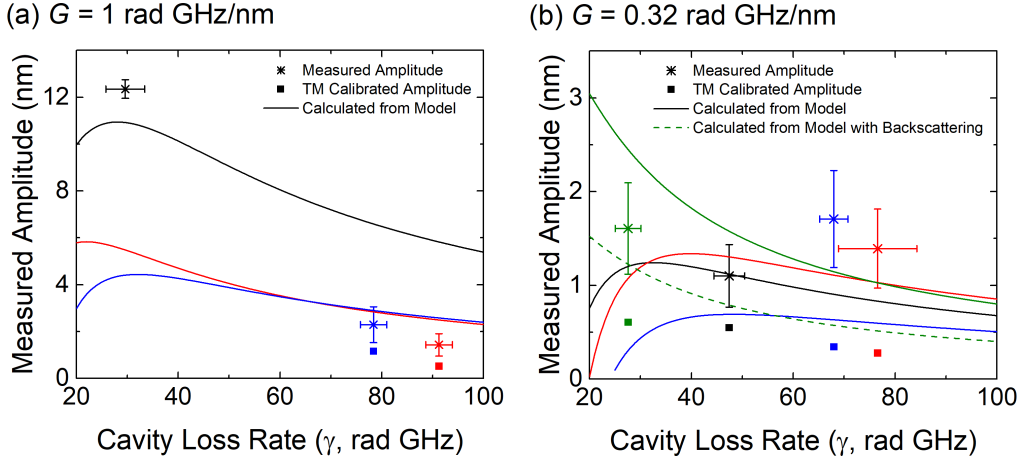 (a) G = 1 rad GHz/nm
Measured Amplitude (nm)
12
8
4
0
Measured Amplitude
TM Calibrated Amplitude
Calculated from Model
20 40 60 80 100
Cavity Loss Rate (γ, rad GHz)
(b) G = 0.32 rad GHz/nm
Measured Amplitude (nm)
3
2
1
0
Measured Amplitude
TM Calibrated Amplitude
Calculated from Model
Calculated from Model with Backscattering
20 40 60 80 100
Cavity Loss Rate (γ, rad GHz)